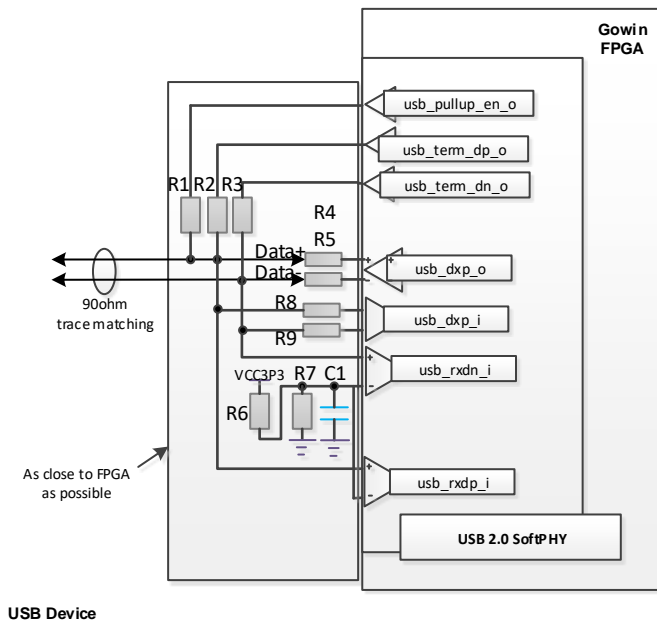 Gowin
FPGA
usb_pullup_en_o
usb_term_dp_o
usb_term_dn_o
R1 R2 R3
R4
R5
Data+
Data-
+ +
-
usb_dxp_o
90ohm
trace matching
R8
R9
usb_dxp_i
+
-
usb_rxdn_i
VCC3P3
R7
C1
R6
As close to FPGA
as possible
+
-
usb_rxdp_i
USB 2.0 SoftPHY
USB Device